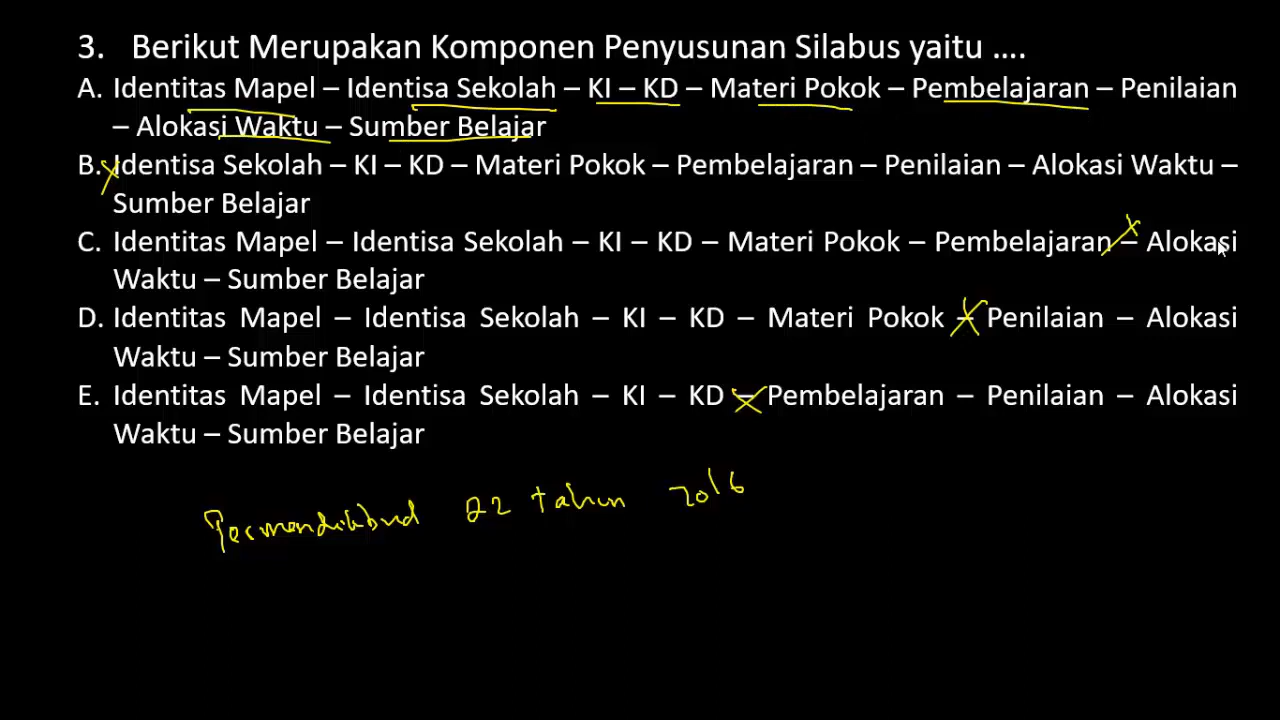 3. Berikut Merupakan Komponen Penyusunan Silabus yaitu ....
A. Identitas Mapel – Identisa Sekolah – KI – KD – Materi Pokok – Pembelajaran – Penilaian
– Alokasi Waktu – Sumber Belajar
B. Identisa Sekolah – KI – KD – Materi Pokok – Pembelajaran – Penilaian – Alokasi Waktu –
Sumber Belajar
C. Identitas Mapel – Identisa Sekolah – KI – KD – Materi Pokok – Pembelajaran – Alokasi
Waktu – Sumber Belajar
D. Identitas Mapel – Identisa Sekolah – KI – KD – Materi Pokok – Penilaian – Alokasi
Waktu – Sumber Belajar
E. Identitas Mapel – Identisa Sekolah – KI – KD – Pembelajaran – Penilaian – Alokasi
Waktu – Sumber Belajar
Permendikbud 22 tahun 2016